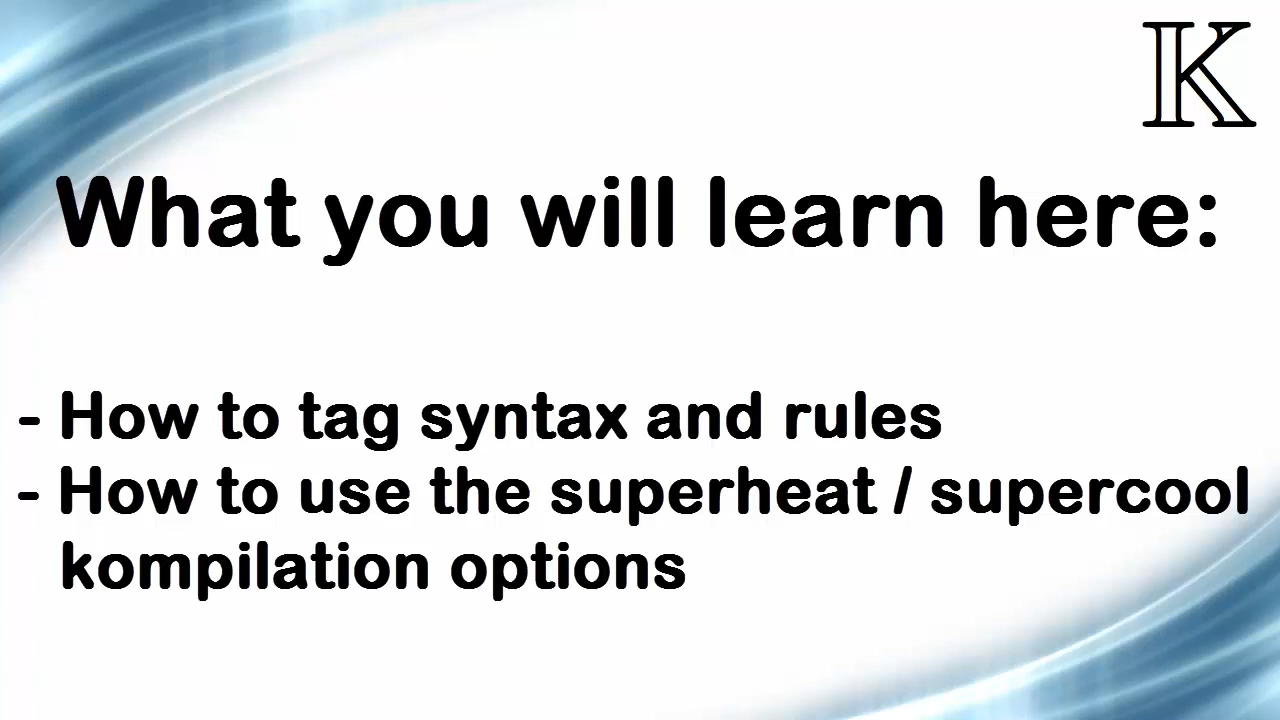 K
What you will learn here:
- How to tag syntax and rules
- How to use the superheat / supercool
kompilation options